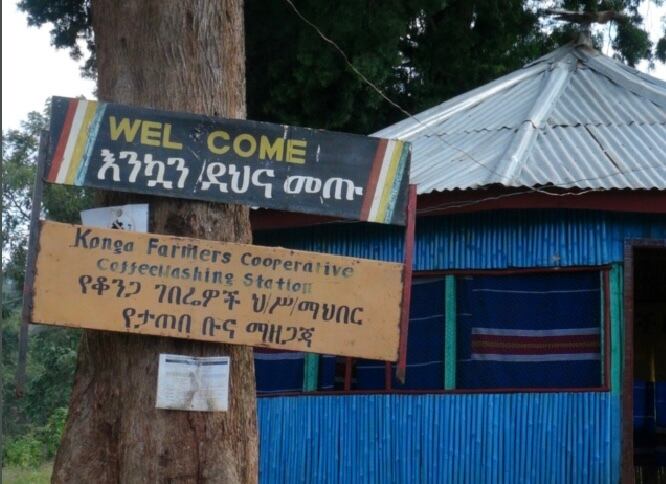 WEL COME
እንኳን ደህና መጡ
Konga Farmers Cooperative
CoffeeWashing Station
የቆንጋ ገበሬዎች ህ/ሥ/ማህበር
የታጠበ ቡና ማዘጋጃ